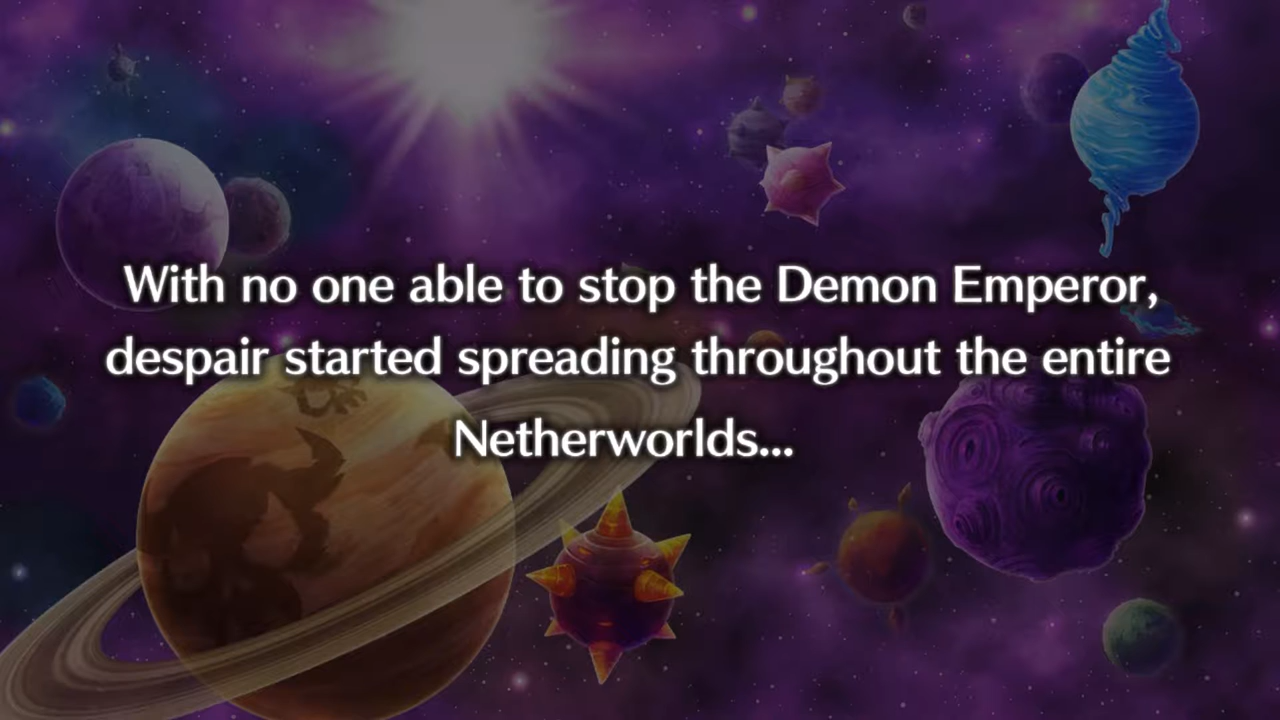 With no one able to stop the Demon Emperor,
despair started spreading throughout the entire
Netherworlds...